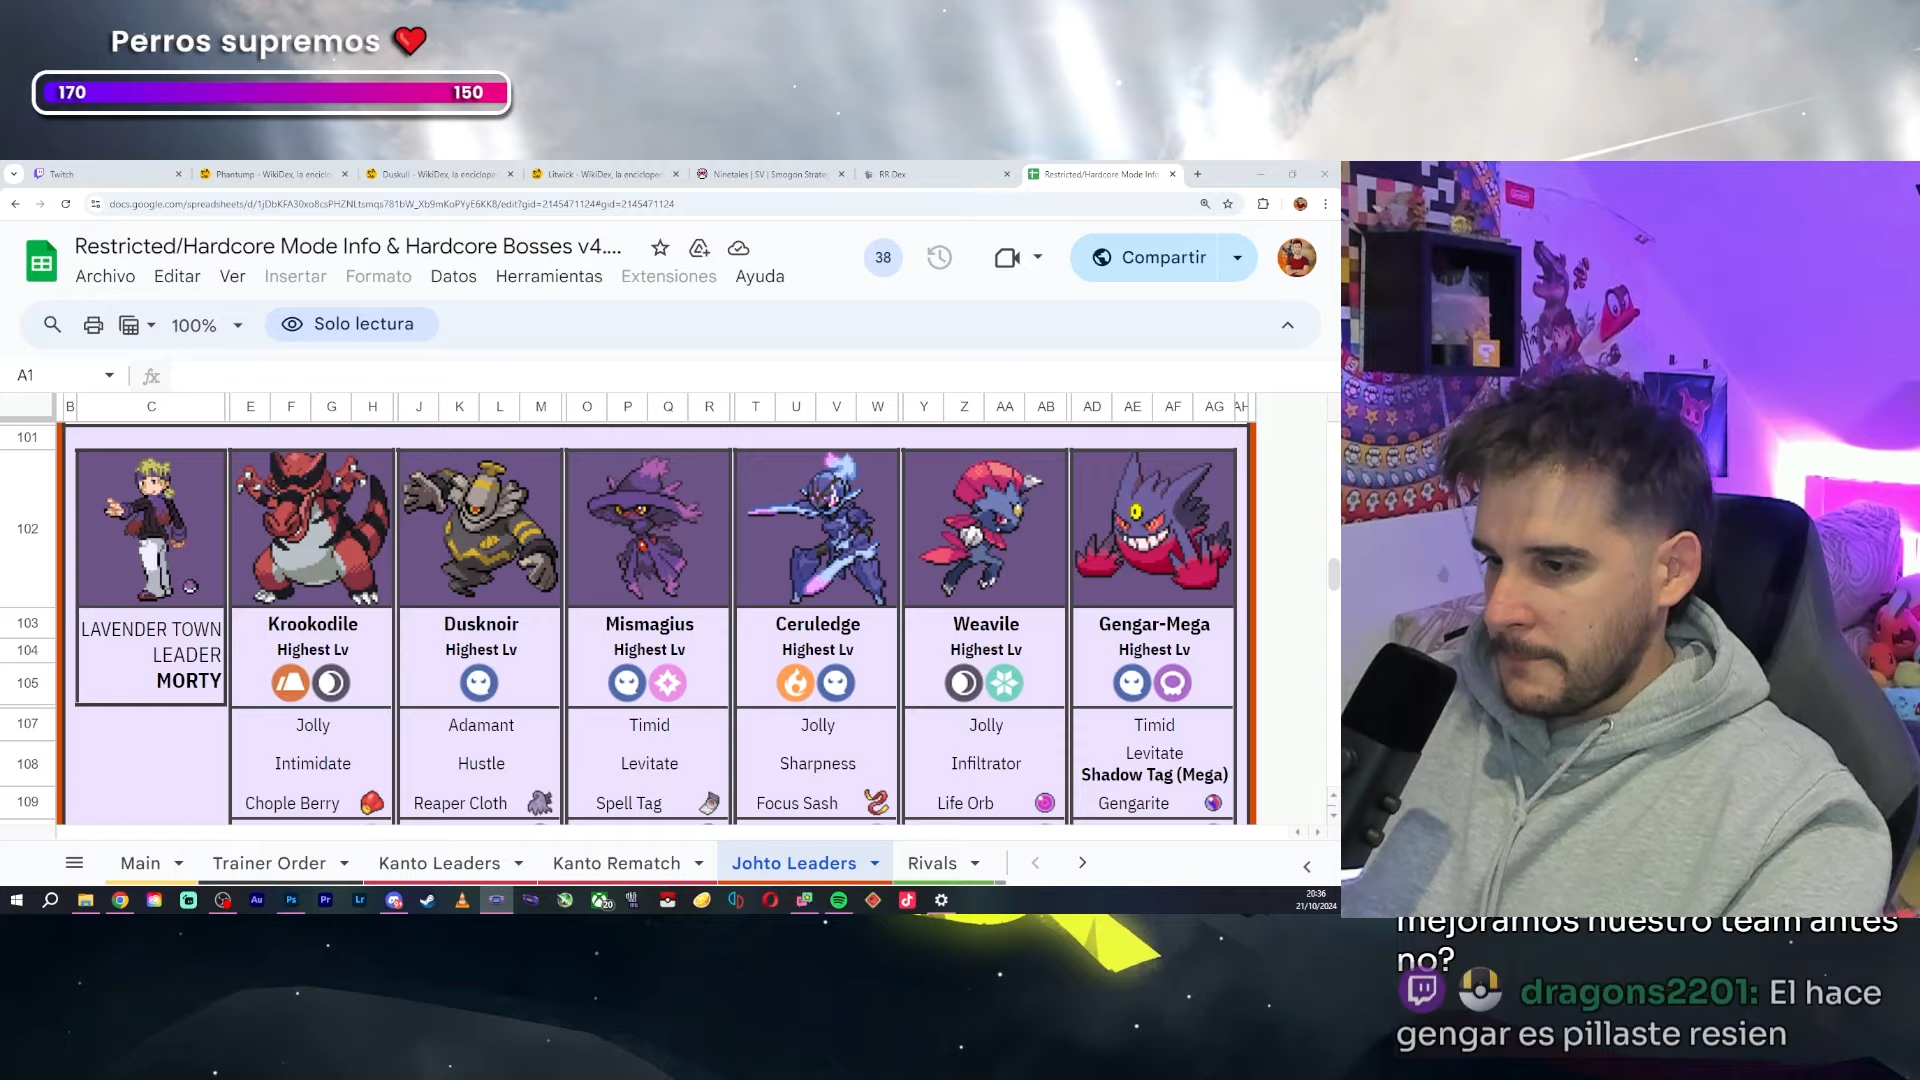 Perros supremos
170 150
Twitch
Phantump - WikiDex, la enciclo
Duskull - WikiDex, la enciclope
Litwick - WikiDex, la enciclopec
Ninetales | SV | Smogon Strate
RR Dex
Restricted/Hardcore Mode Info
Restricted/Hardcore Mode Info & Hardcore Bosses v4....
38
Compartir
Archivo Editar Ver Insertar Formato Datos Herramientas Extensiones Ayuda
100%
Solo lectura
A1
fx
B C E F G H J K L M O P Q R T U V W Y Z AA AB AD AE AF AG AH
101
102
103
104
105
107
108
109
LAVENDER TOWN
LEADER
MORTY
Krookodile
Highest Lv
Jolly
Intimidate
Chople Berry
Dusknoir
Highest Lv
Adamant
Hustle
Reaper Cloth
Mismagius
Highest Lv
Timid
Levitate
Spell Tag
Ceruledge
Highest Lv
Jolly
Sharpness
Focus Sash
Weavile
Highest Lv
Jolly
Infiltrator
Life Orb
Gengar-Mega
Highest Lv
Timid
Levitate
Shadow Tag (Mega)
Gengarite
Main Trainer Order Kanto Leaders Kanto Rematch Johto Leaders Rivals
Au Ps Pr Lr
20
20:36
21/10/2024
mejoramos nuestro team antes
no?
dragons2201: El hace
gengar es pillaste resien